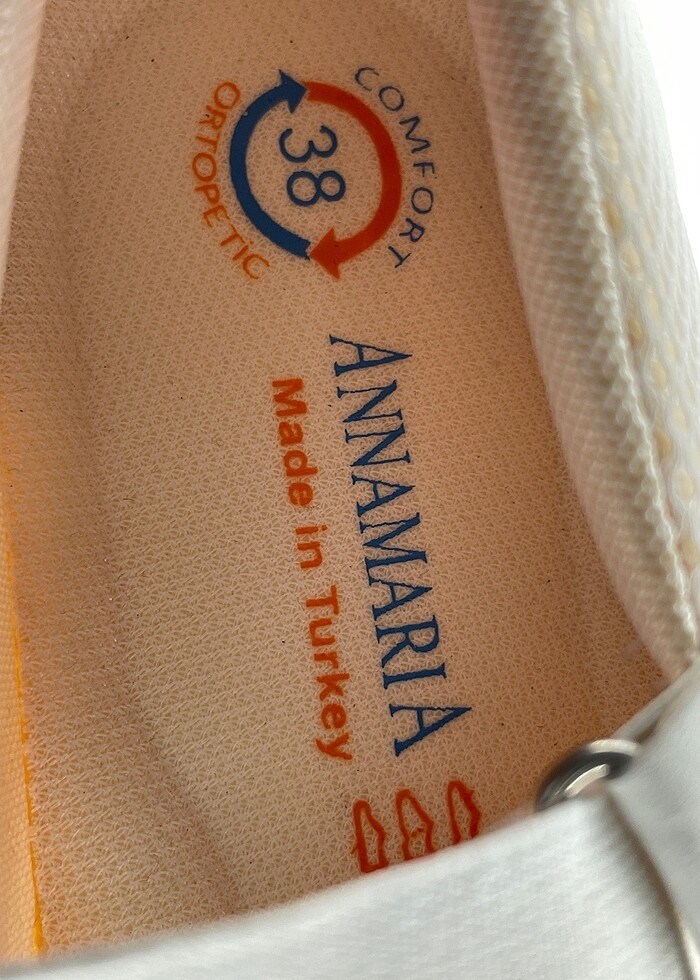 COMFORT
ORTOPETIC
38
ANNAMARIA
Made in Turkey